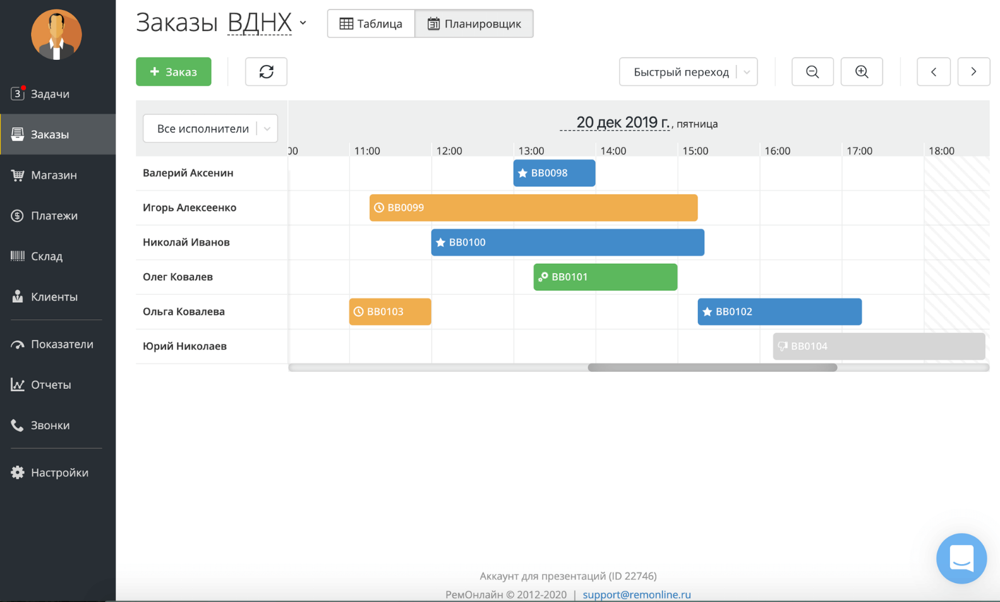 Заказы ВДНХ
Таблица
Планировщик
3 Задачи
Заказы
Магазин
Платежи
Склад
Клиенты
Показатели
Отчеты
Звонки
Настройки
+ Заказ
Быстрый переход
Все исполнители
20 дек 2019 г., пятница
00 11:00 12:00 13:00 14:00 15:00 16:00 17:00 18:00
Валерий Аксенин BB0098
Игорь Алексеенко BB0099
Николай Иванов BB0100
Олег Ковалев BB0101
Ольга Ковалева BB0103 BB0102
Юрий Николаев BB0104
Аккаунт для презентаций (ID 22746)
РемОнлайн © 2012-2020 | support@remonline.ru